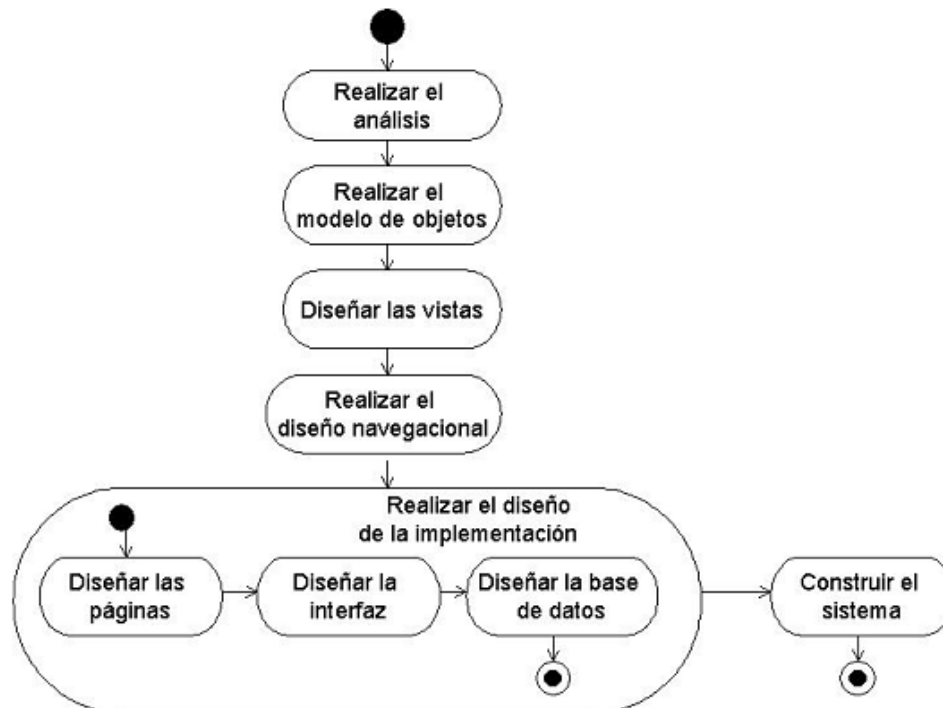 Realizar el
análisis
Realizar el
modelo de objetos
Diseñar las vistas
Realizar el
diseño navegacional
Realizar el diseño
de la implementación
Diseñar las
páginas
Diseñar la
interfaz
Diseñar la base
de datos
Construir el
sistema